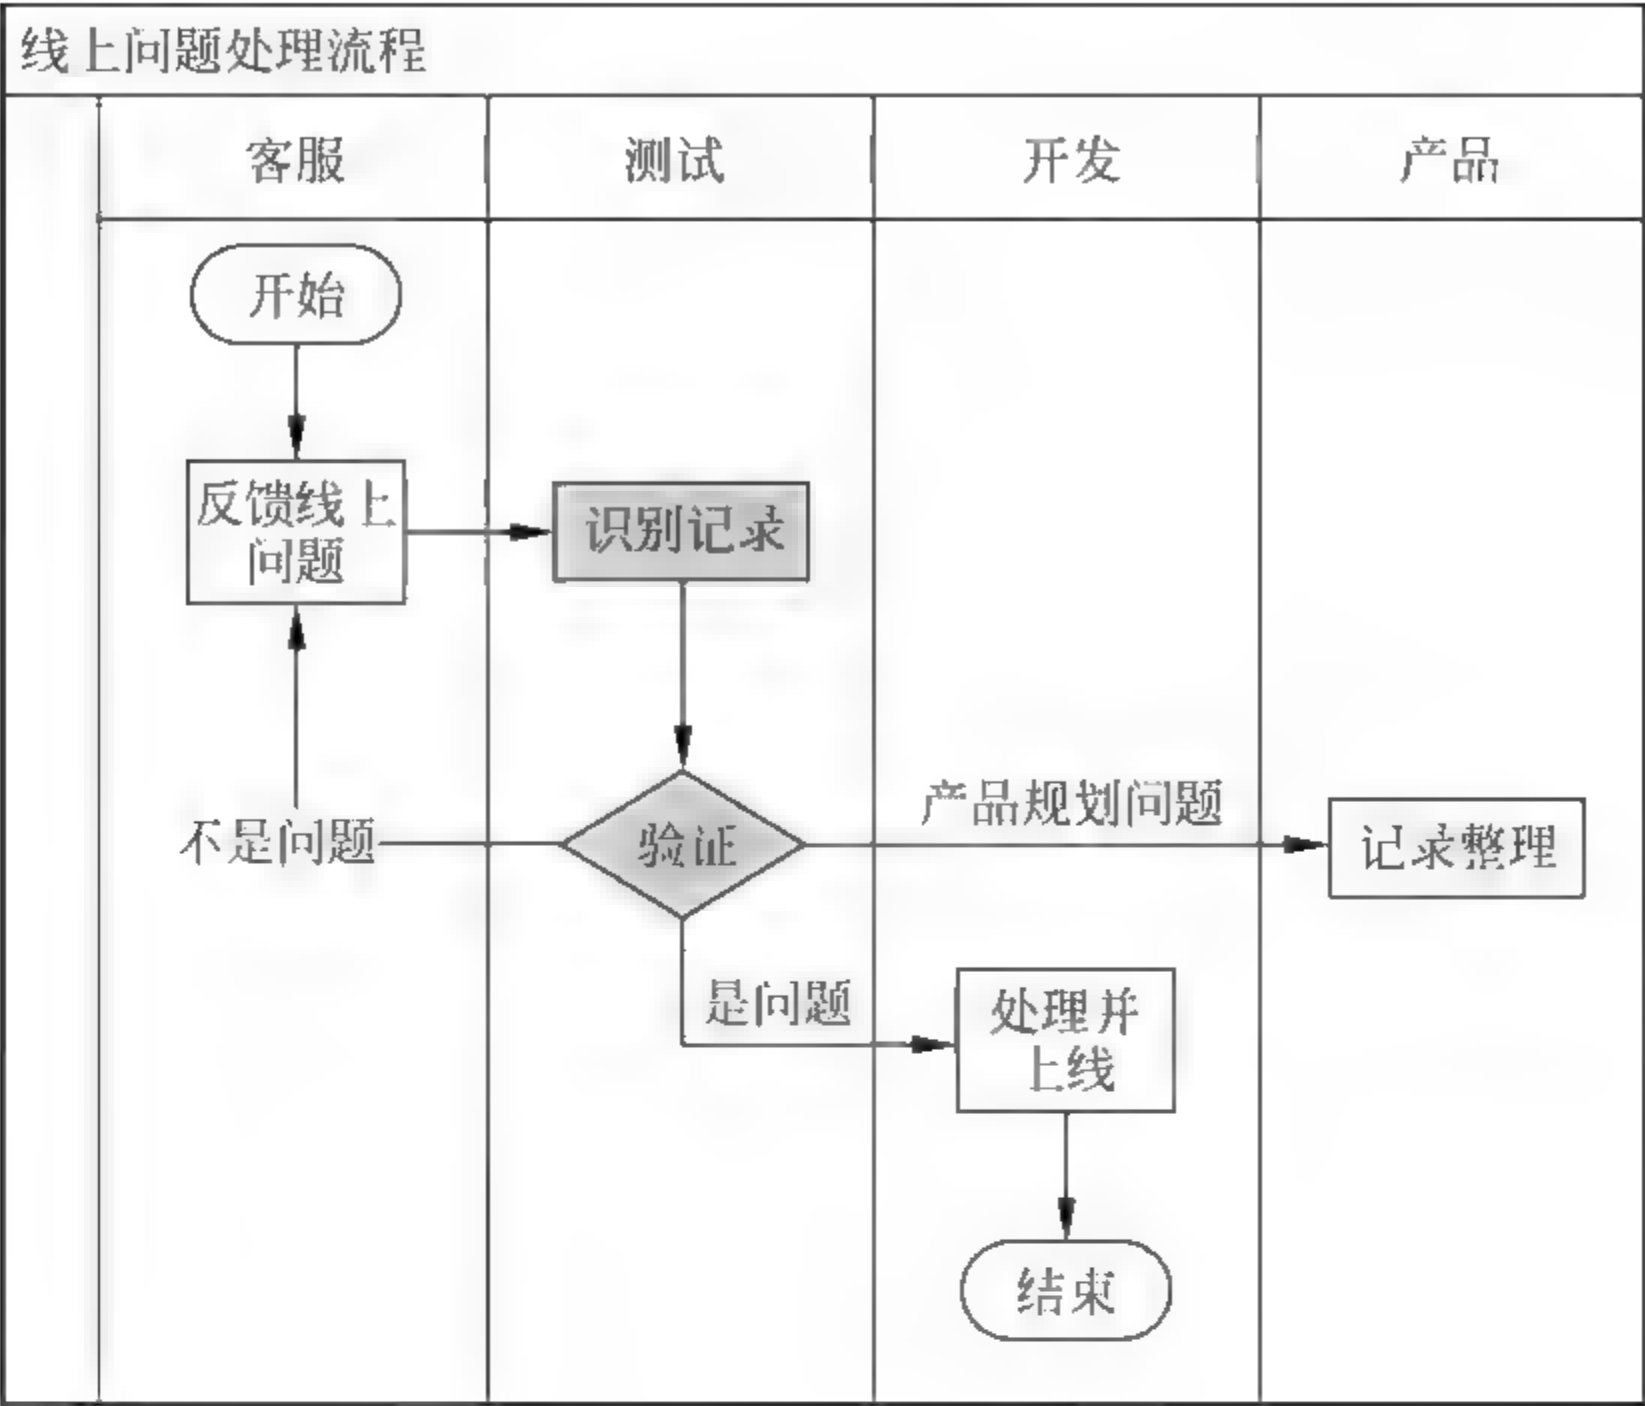 线上问题处理流程
客服
测试
开发
产品
开始
反馈线上
问题
识别记录
不是问题
验证
产品规划问题
记录整理
是问题
处理并
上线
结束